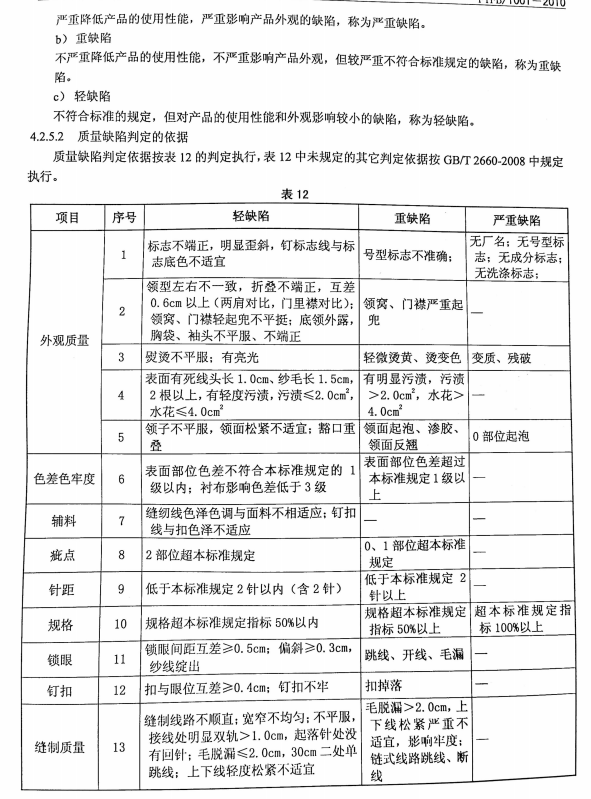 严重降低产品的使用性能，严重影响产品外观的缺陷，称为严重缺陷。
b） 重缺陷
不严重降低产品的使用性能，不严重影响产品外观，但较严重不符合标准规定的缺陷，称为重缺
陷。
c） 轻缺陷
不符合标准的规定，但对产品的使用性能和外观影响较小的缺陷，称为轻缺陷。
4.2.5.2 质量缺陷判定的依据
质量缺陷判定依据按表 12 的判定执行，表 12 中未规定的其它判定依据按 GB/T 2660-2008 中规定
执行。
表 12
项目 序号 轻缺陷 重缺陷 严重缺陷
外观质量
1
标志不端正，明显歪斜，钉标志线与标
志底色不适宜
号型标志不准确；
无厂名；无号型标
志；无成分标志；
无洗涤标志；
2
领型左右不一致，折叠不端正，互差
0.6cm 以上（两肩对比，门里襟对比）；
领窝、门襟轻起兜不平挺；底领外露，
胸袋、袖头不平服、不端正
领窝、门襟严重起
兜
—
3
熨烫不平服；有亮光
轻微烫黄、烫变色
变质、残破
4
表面有死线头长 1.0cm、纱毛长 1.5cm，
2 根以上，有轻度污渍，污渍≤2.0cm²，
水花≤4.0cm²
有明显污渍，污渍
＞2.0cm²，水花＞
4.0cm²
—
5
领子不平服，领面松紧不适宜；豁口重
叠
领面起泡、渗胶、
领面反翘
0 部位起泡
色差色牢度
6
表面部位色差不符合本标准规定的 1
级以内；衬布影响色差低于 3 级
表面部位色差超过
本标准规定 1 级以
上
—
辅料
7
缝纫线色泽色调与面料不相适应；钉扣
线与扣色泽不适应
—
—
疵点
8
2 部位超本标准规定
0、1 部位超本标准
规定
—
针距
9
低于本标准规定 2 针以内（含 2 针）
低于本标准规定 2
针以上
—
规格
10
规格超本标准规定指标 50%以内
规格超本标准规定
指标 50%以上
超本标准规定指
标 100%以上
锁眼
11
锁眼间距互差≥0.5cm；偏斜≥0.3cm，
纱线绽出
跳线、开线、毛漏
—
钉扣
12
扣与眼位互差≥0.4cm；钉扣不牢
扣掉落
—
缝制质量
13
缝制线路不顺直；宽窄不均匀；不平服，
接线处明显双轨＞1.0cm，起落针处没
有回针；毛脱漏≤2.0cm，30cm 二处单
跳线；上下线轻度松紧不适宜
毛脱漏＞2.0cm，上
下线松紧严重不
适宜，影响牢度；
链式线路跳线、断
线
—